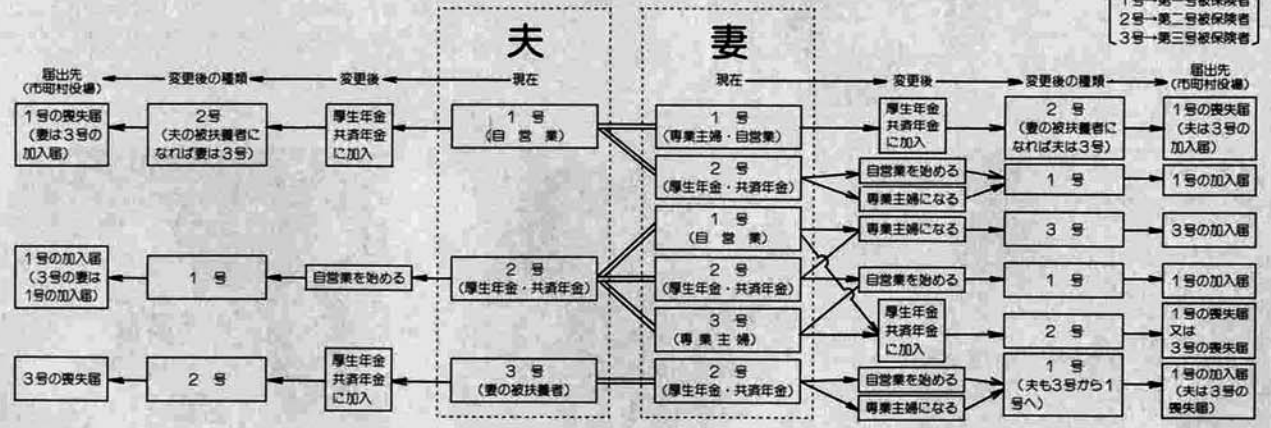 1号→第一号被保険者
2号→第二号被保険者
3号→第三号被保険者
夫
妻
届出先
(市町村役場)
変更後の種類
変更後
現在
現在
変更後
変更後の種類
届出先
(市町村役場)
1号の喪失届
(妻は3号の
加入届)
2号
(夫の被扶養者に
なれば妻は3号)
厚生年金
共済年金
に加入
1号
(自営業)
1号
(専業主婦・自営業)
厚生年金
共済年金
に加入
2号
(妻の被扶養者に
なれば夫は3号)
1号の喪失届
(夫は3号の
加入届)
2号
(厚生年金・共済年金)
自営業を始める
専業主婦になる
1号
1号の加入届
1号
(自営業)
専業主婦になる
3号
3号の加入届
1号の加入届
(3号の妻は
1号の加入届)
1号
自営業を始める
2号
(厚生年金・共済年金)
2号
(厚生年金・共済年金)
自営業を始める
1号
1号の加入届
3号
(専業主婦)
厚生年金
共済年金
に加入
2号
1号の喪失届
又は
3号の喪失届
3号の喪失届
2号
厚生年金
共済年金
に加入
3号
(妻の被扶養者)
2号
(厚生年金・共済年金)
自営業を始める
専業主婦になる
1号
(夫も3号から1
号へ)
1号の加入届
(夫は3号の
喪失届)